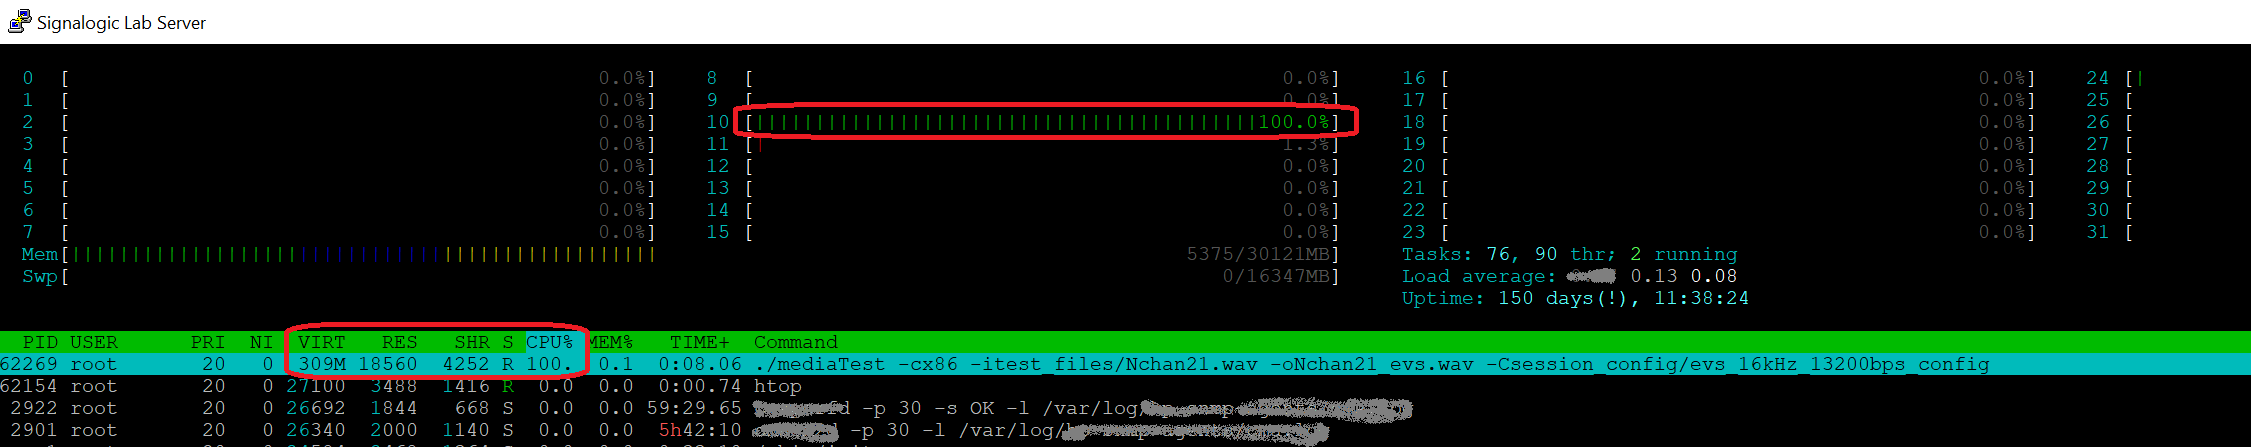 Signalogic Lab Server
0 [ 0.0%] 8 [ 0.0%] 16 [ 0.0%] 24 [|
1 [ 0.0%] 9 [ 0.0%] 17 [ 0.0%] 25 [
2 [ 0.0%] 10 [||||||||||||||||||||||||||||||||||||||||||100.0%] 18 [ 0.0%] 26 [
3 [ 0.0%] 11 [| 1.3%] 19 [ 0.0%] 27 [
4 [ 0.0%] 12 [ 0.0%] 20 [ 0.0%] 28 [
5 [ 0.0%] 13 [ 0.0%] 21 [ 0.0%] 29 [
6 [ 0.0%] 14 [ 0.0%] 22 [ 0.0%] 30 [
7 [ 0.0%] 15 [ 0.0%] 23 [ 0.0%] 31 [
Mem[||||||||||||||||||||||||||||||||||||||||||||||||| 5375/30121MB] Tasks: 76, 90 thr; 2 running
Swp[ 0/16347MB] Load average: 0.13 0.08
Uptime: 150 days(!), 11:38:24
PID USER PRI NI VIRT RES SHR S CPU% MEM% TIME+ Command
62269 root 20 0 309M 18560 4252 R 100. 0.1 0:08.06 ./mediaTest -cx86 -itest_files/Nchan21.wav -oNchan21_evs.wav -Csession_config/evs_16kHz_13200bps_config
62154 root 20 0 27100 3488 1416 R 0.0 0.0 0:00.74 htop
2922 root 20 0 26692 1844 668 S 0.0 0.0 59:29.65 -p 30 -s OK -l /var/log/
2901 root 20 0 26340 2000 1140 S 0.0 0.0 5h42:10 -p 30 -l /var/log/